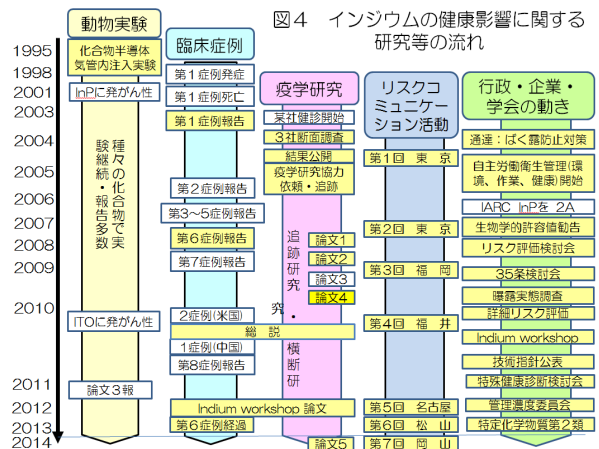 図４　インジウムの健康影響に関する
研究等の流れ
動物実験
臨床症例
疫学研究
リスクコ
ミュニケー
ション活動
行政・企業・
学会の動き
1995
1998
2001
2003
2004
2005
2006
2007
2008
2009
2010
2011
2012
2013
2014
化合物半導体
気管内注入実験
InPに発がん性
種々の化合物で実
験継続・報告多数
ITOに発がん性
論文３報
第１症例発症
第１症例死亡
第１症例報告
第２症例報告
第3～5症例報告
第６症例報告
第７症例報告
2症例(米国)
総　説
1症例(中国)
第８症例報告
Indium workshop 論文
第６症例経過
某社健診開始
３社断面調査
結果公開
疫学研究協力
依頼・追跡
追跡研究
究・
横断研
論文１
論文２
論文３
論文４
論文５
第１回　東　京
第２回　東　京
第３回　福　岡
第４回　福　井
第５回　名古屋
第６回　松　山
第７回　岡　山
通達：ばく露防止対策
自主労働衛生管理(環
境、作業、健康)開始
IARC InPを 2A
生物学的許容値勧告
リスク評価検討会
35条検討会
曝露実態調査
詳細リスク評価
Indium workshop
技術指針公表
特殊健康診断検討会
管理濃度委員会
特定化学物質第２類